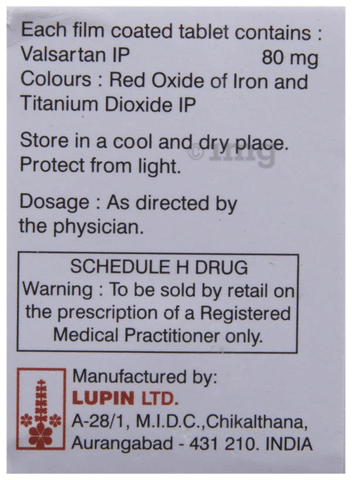 Each film coated tablet contains :
Valsartan IP 80 mg
Colours : Red Oxide of Iron and
Titanium Dioxide IP
Store in a cool and dry place.
Protect from light.
Dosage : As directed by
the physician.
SCHEDULE H DRUG
Warning : To be sold by retail on
the prescription of a Registered
Medical Practitioner only.
Manufactured by:
LUPIN LTD.
A-28/1, M.I.D.C.,Chikalthana,
Aurangabad - 431 210. INDIA